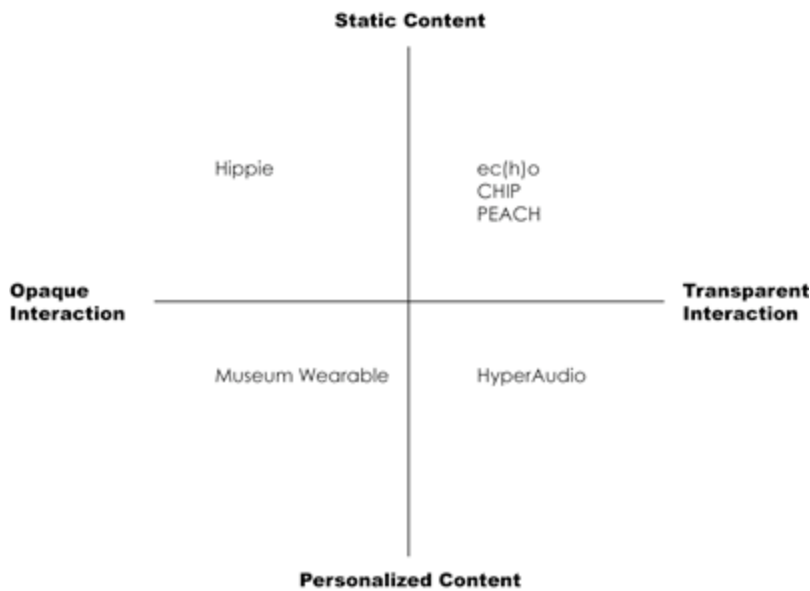 Static Content
Hippie
ec(h)o
CHIP
PEACH
Opaque
Interaction
Transparent
Interaction
Museum Wearable
HyperAudio
Personalized Content